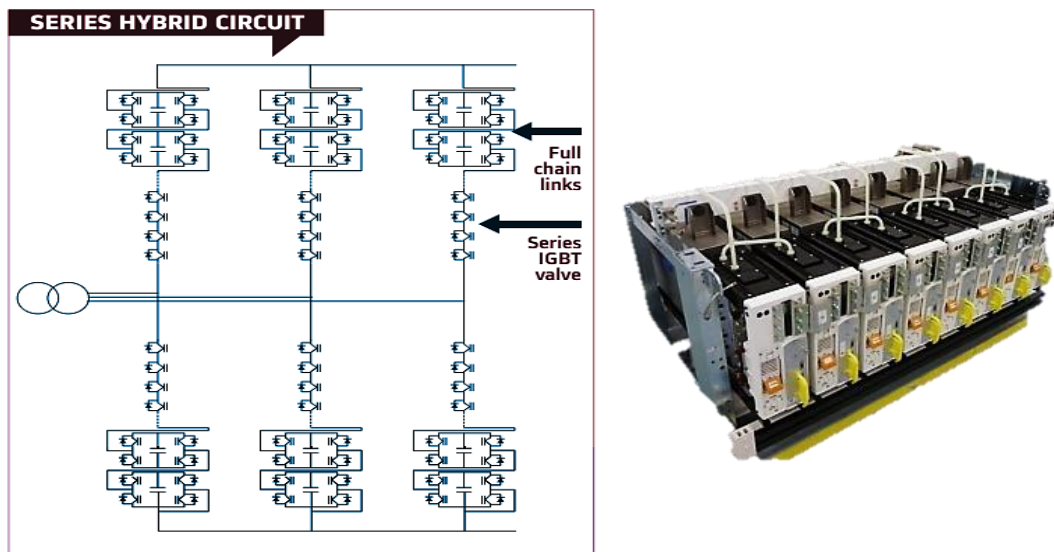 SERIES HYBRID CIRCUIT
Full
chain
links
Series
IGBT
valve